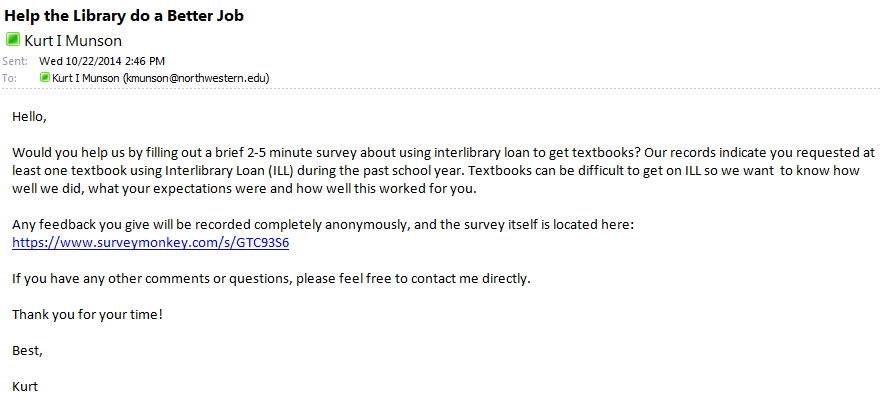 Help the Library do a Better Job
Kurt I Munson
Sent: Wed 10/22/2014 2:46 PM
To: Kurt I Munson (kmunson@northwestern.edu)
Hello,
Would you help us by filling out a brief 2-5 minute survey about using interlibrary loan to get textbooks? Our records indicate you requested at
least one textbook using Interlibrary Loan (ILL) during the past school year. Textbooks can be difficult to get on ILL so we want  to know how
well we did, what your expectations were and how well this worked for you.
Any feedback you give will be recorded completely anonymously, and the survey itself is located here:
https://www.surveymonkey.com/s/GTC93S6
If you have any other comments or questions, please feel free to contact me directly.
Thank you for your time!
Best,
Kurt